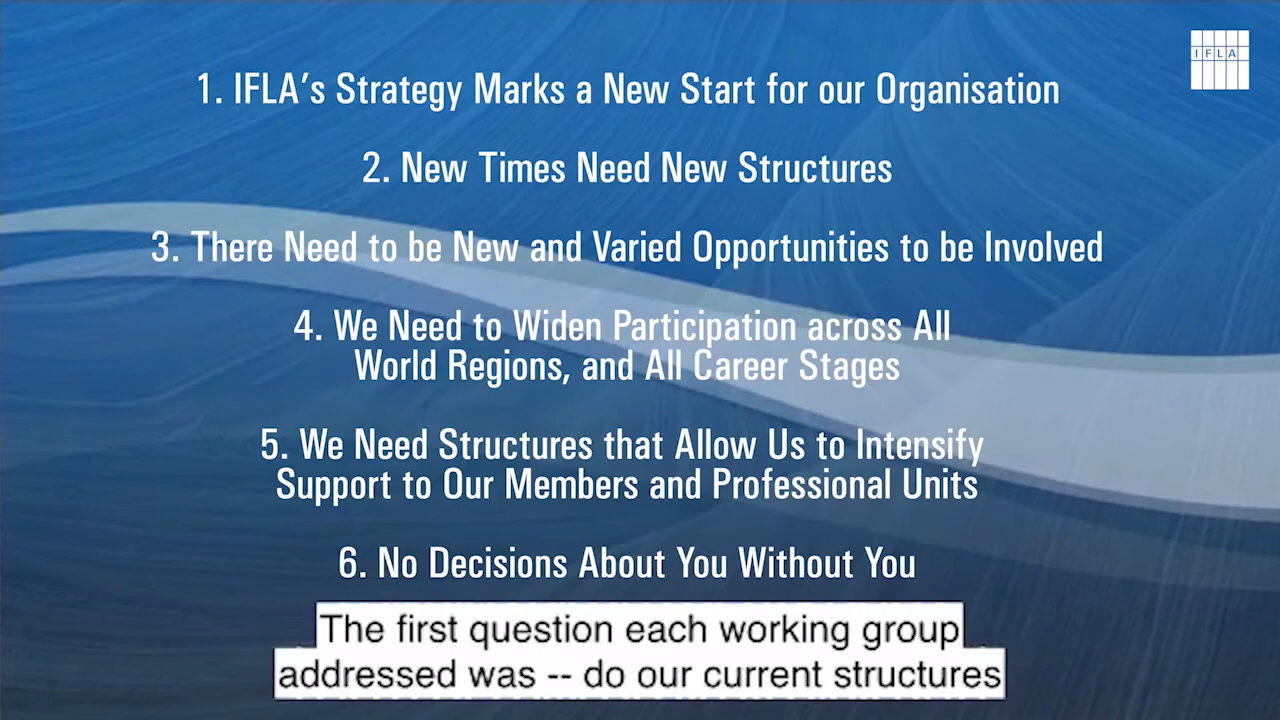 IFLA
1. IFLA's Strategy Marks a New Start for our Organisation
2. New Times Need New Structures
3. There Need to be New and Varied Opportunities to be Involved
4. We Need to Widen Participation across All
World Regions, and All Career Stages
5. We Need Structures that Allow Us to Intensify
Support to Our Members and Professional Units
6. No Decisions About You Without You
The first question each working group
addressed was -- do our current structures